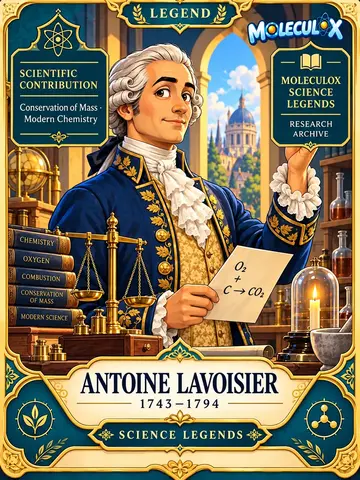 LEGEND
MOLECULOX
SCIENTIFIC
CONTRIBUTION
Conservation of Mass ·
Modern Chemistry
MOLECULOX
SCIENCE
LEGENDS
RESEARCH
ARCHIVE
CHEMISTRY
OXYGEN
COMBUSTION
CONSERVATION
OF MASS
MODERN SCIENCE
O₂
+
C → CO₂
ANTOINE LAVOISIER
1743–1794
SCIENCE LEGENDS